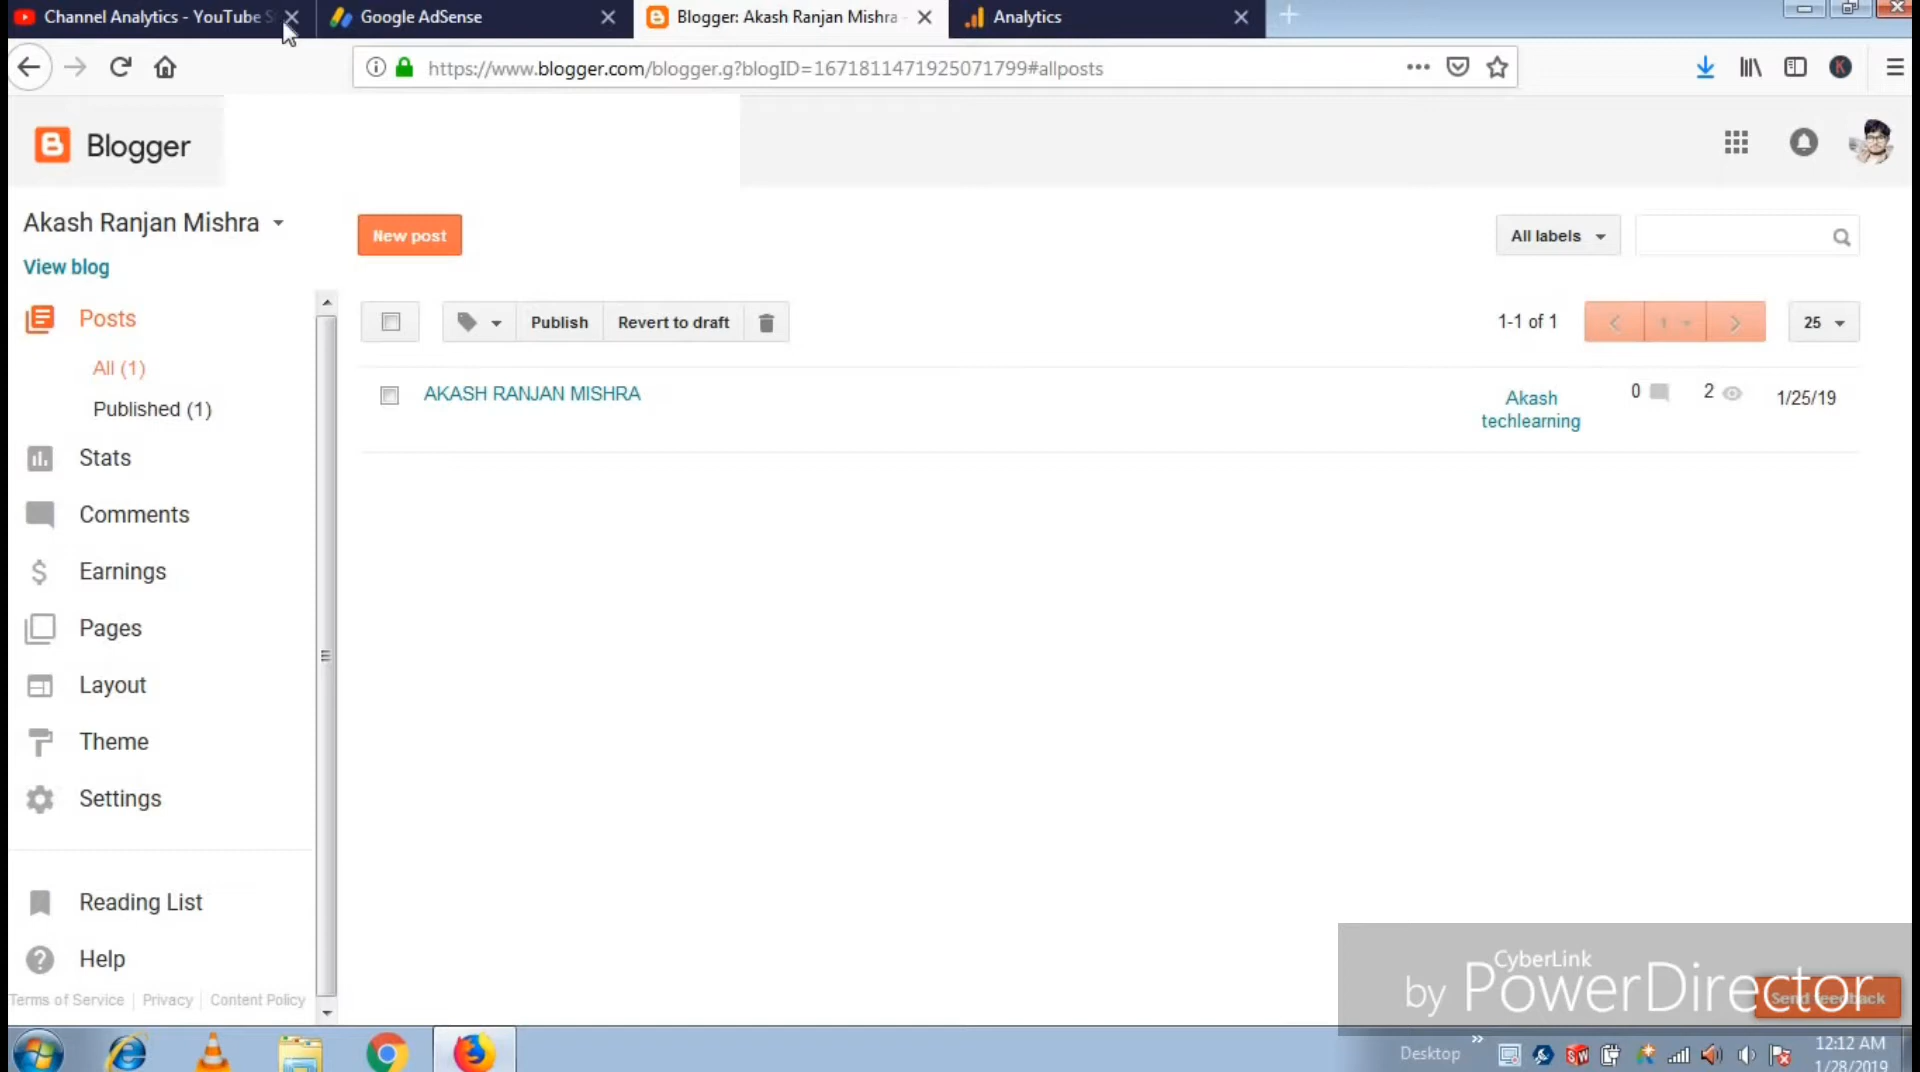 Channel Analytics - YouTube S
Google AdSense
Blogger: Akash Ranjan Mishra -
Analytics
https://www.blogger.com/blogger.g?blogID=1671811471925071799#allposts
K
Blogger
Akash Ranjan Mishra
New post
All labels
View blog
Posts
Publish
Revert to draft
1-1 of 1
1
25
All (1)
AKASH RANJAN MISHRA
Akash
techlearning
0
2
1/25/19
Published (1)
Stats
Comments
Earnings
Pages
Layout
Theme
Settings
Reading List
Help
Terms of Service | Privacy | Content Policy
CyberLink
by PowerDirector
Send feedback
Desktop
12:12 AM
1/28/2019